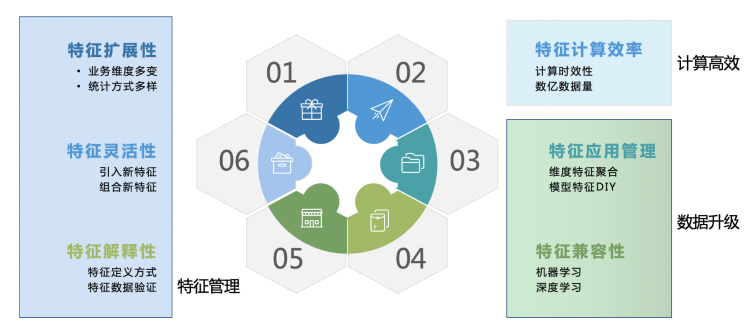 特征扩展性
• 业务维度多变
• 统计方式多样
特征灵活性
引入新特征
组合新特征
特征解释性
特征定义方式
特征数据验证
特征管理
01
02
03
04
05
06
特征计算效率
计算时效性
数亿数据量
计算高效
特征应用管理
维度特征聚合
模型特征DIY
特征兼容性
机器学习
深度学习
数据升级